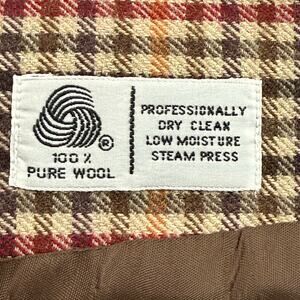 ®
100%
PURE WOOL
PROFESSIONALLY
DRY CLEAN
LOW MOISTURE
STEAM PRESS